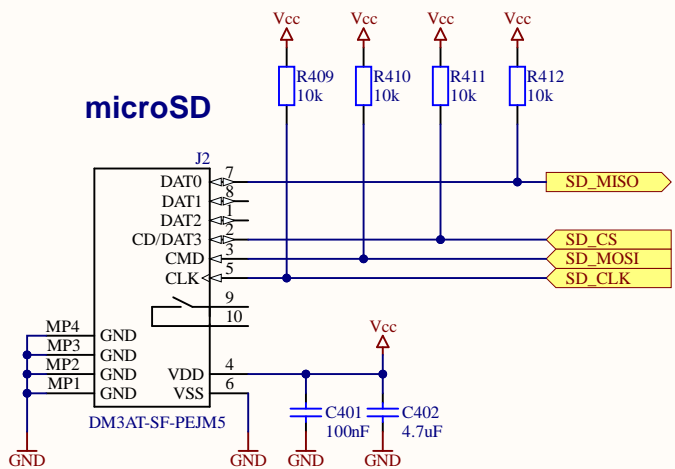 Vcc Vcc Vcc Vcc
R409 R410 R411 R412
10k 10k 10k 10k
microSD
J2
DAT0 7 SD_MISO
DAT1 8
DAT2 1
CD/DAT3 2 SD_CS
CMD 3 SD_MOSI
CLK 5 SD_CLK
9
10
MP4 GND
MP3 GND
MP2 GND
MP1 GND
Vcc
VDD 4
VSS 6
DM3AT-SF-PEJM5
C401 C402
100nF 4.7uF
GND GND GND GND